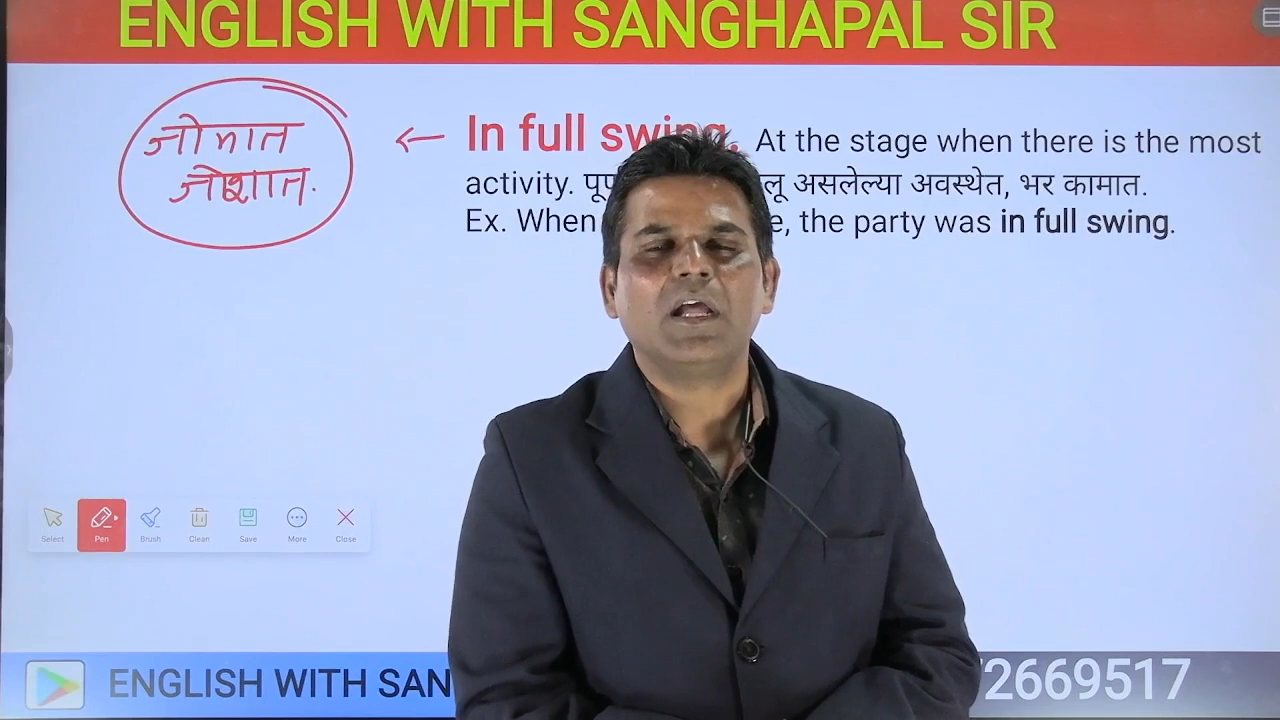 ENGLISH WITH SANGHAPAL SIR
जोमात
जोशात.
← In full swing. At the stage when there is the most
activity. असलेल्या अवस्थेत, भर कामात.
Ex. When the party was in full swing.
Select Pen Brush Clean Save More Close
ENGLISH WITH 2669517